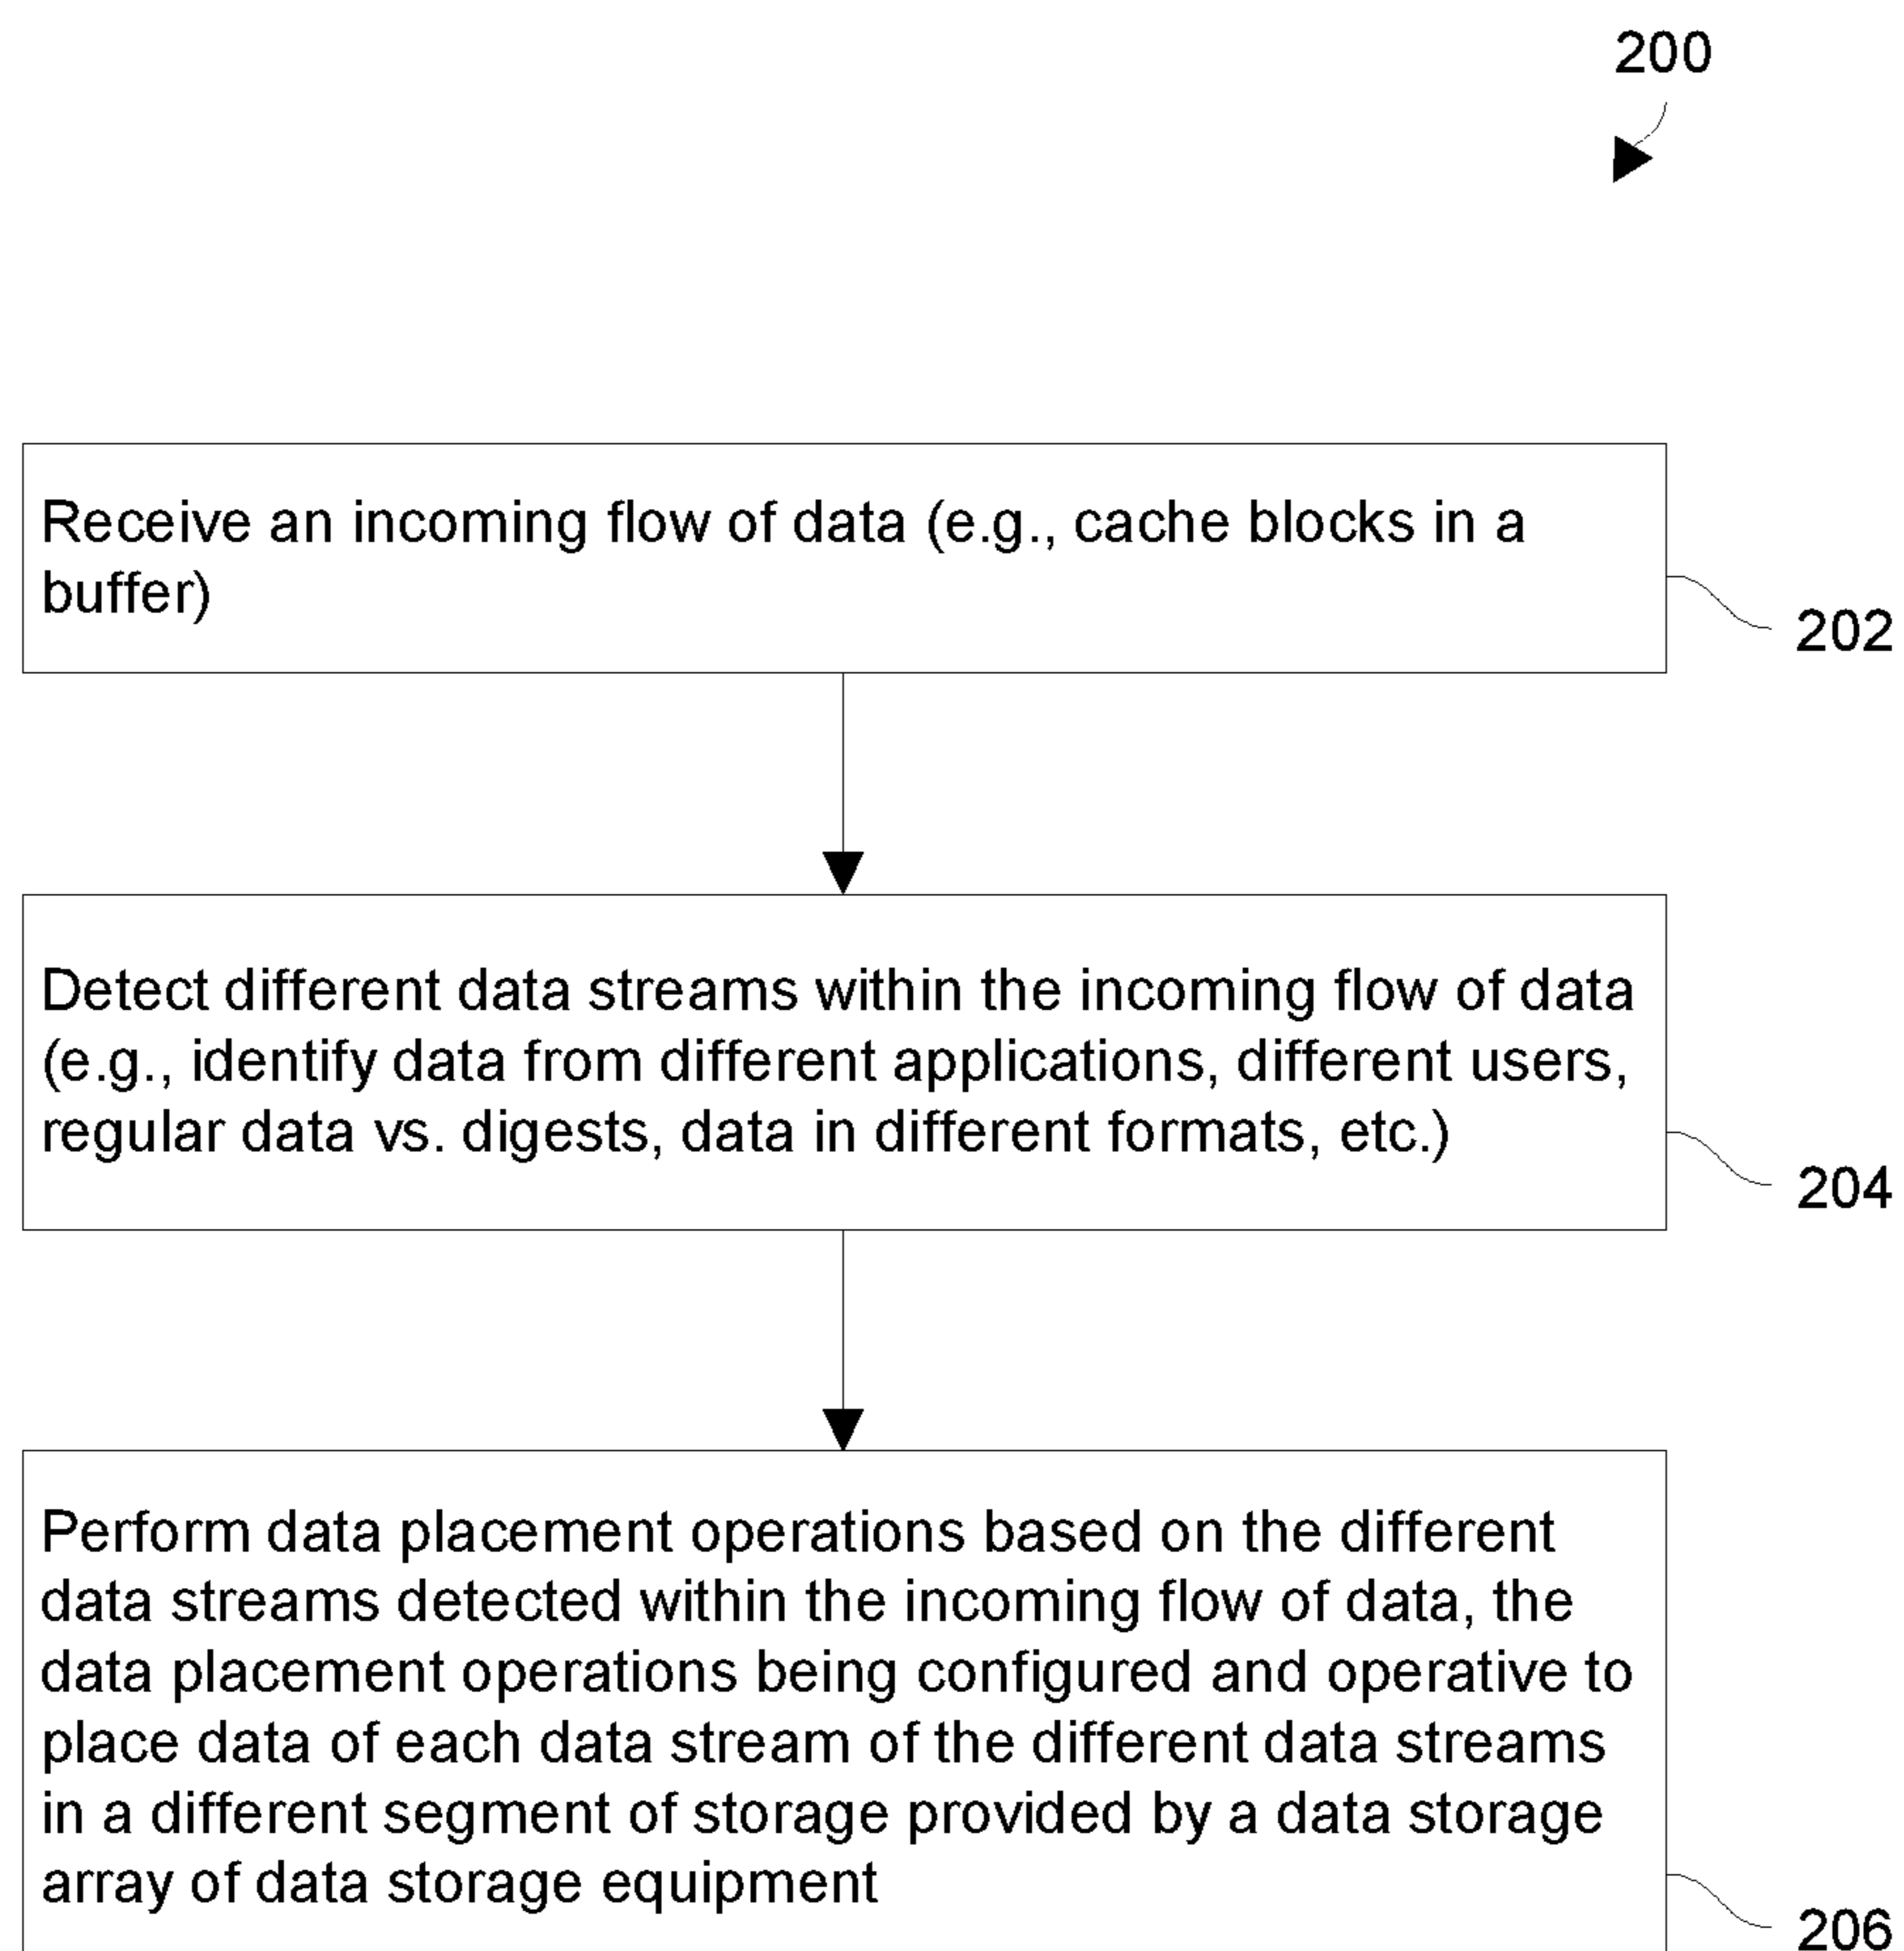 200
Receive an incoming flow of data (e.g., cache blocks in a
buffer)
202
Detect different data streams within the incoming flow of data
(e.g., identify data from different applications, different users,
regular data vs. digests, data in different formats, etc.)
204
Perform data placement operations based on the different
data streams detected within the incoming flow of data, the
data placement operations being configured and operative to
place data of each data stream of the different data streams
in a different segment of storage provided by a data storage
array of data storage equipment
206